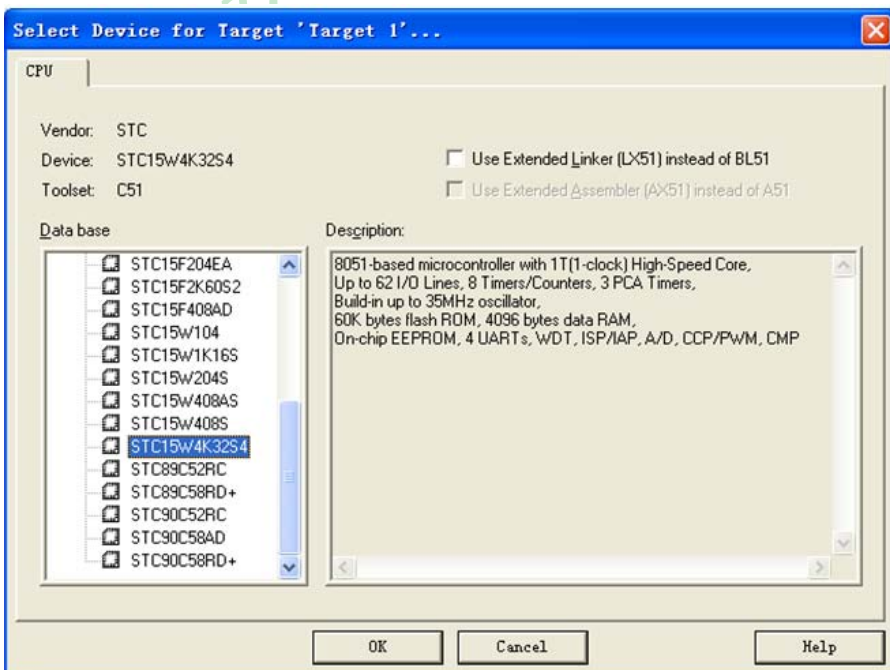 Select Device for Target 'Target 1'...
CPU
Vendor: STC
Device: STC15W4K32S4
Toolset: C51
Use Extended Linker (LX51) instead of BL51
Use Extended Assembler (AX51) instead of A51
Data base
STC15F204EA
STC15F2K60S2
STC15F408AD
STC15W104
STC15W1K16S
STC15W204S
STC15W408AS
STC15W408S
STC15W4K32S4
STC89C52RC
STC89C58RD+
STC90C52RC
STC90C58AD
STC90C58RD+
Description:
8051-based microcontroller with 1T(1-clock) High-Speed Core,
Up to 62 I/O Lines, 8 Timers/Counters, 3 PCA Timers,
Build-in up to 35MHz oscillator,
60K bytes flash ROM, 4096 bytes data RAM,
On-chip EEPROM, 4 UARTs, WDT, ISP/IAP, A/D, CCP/PWM, CMP
OK
Cancel
Help